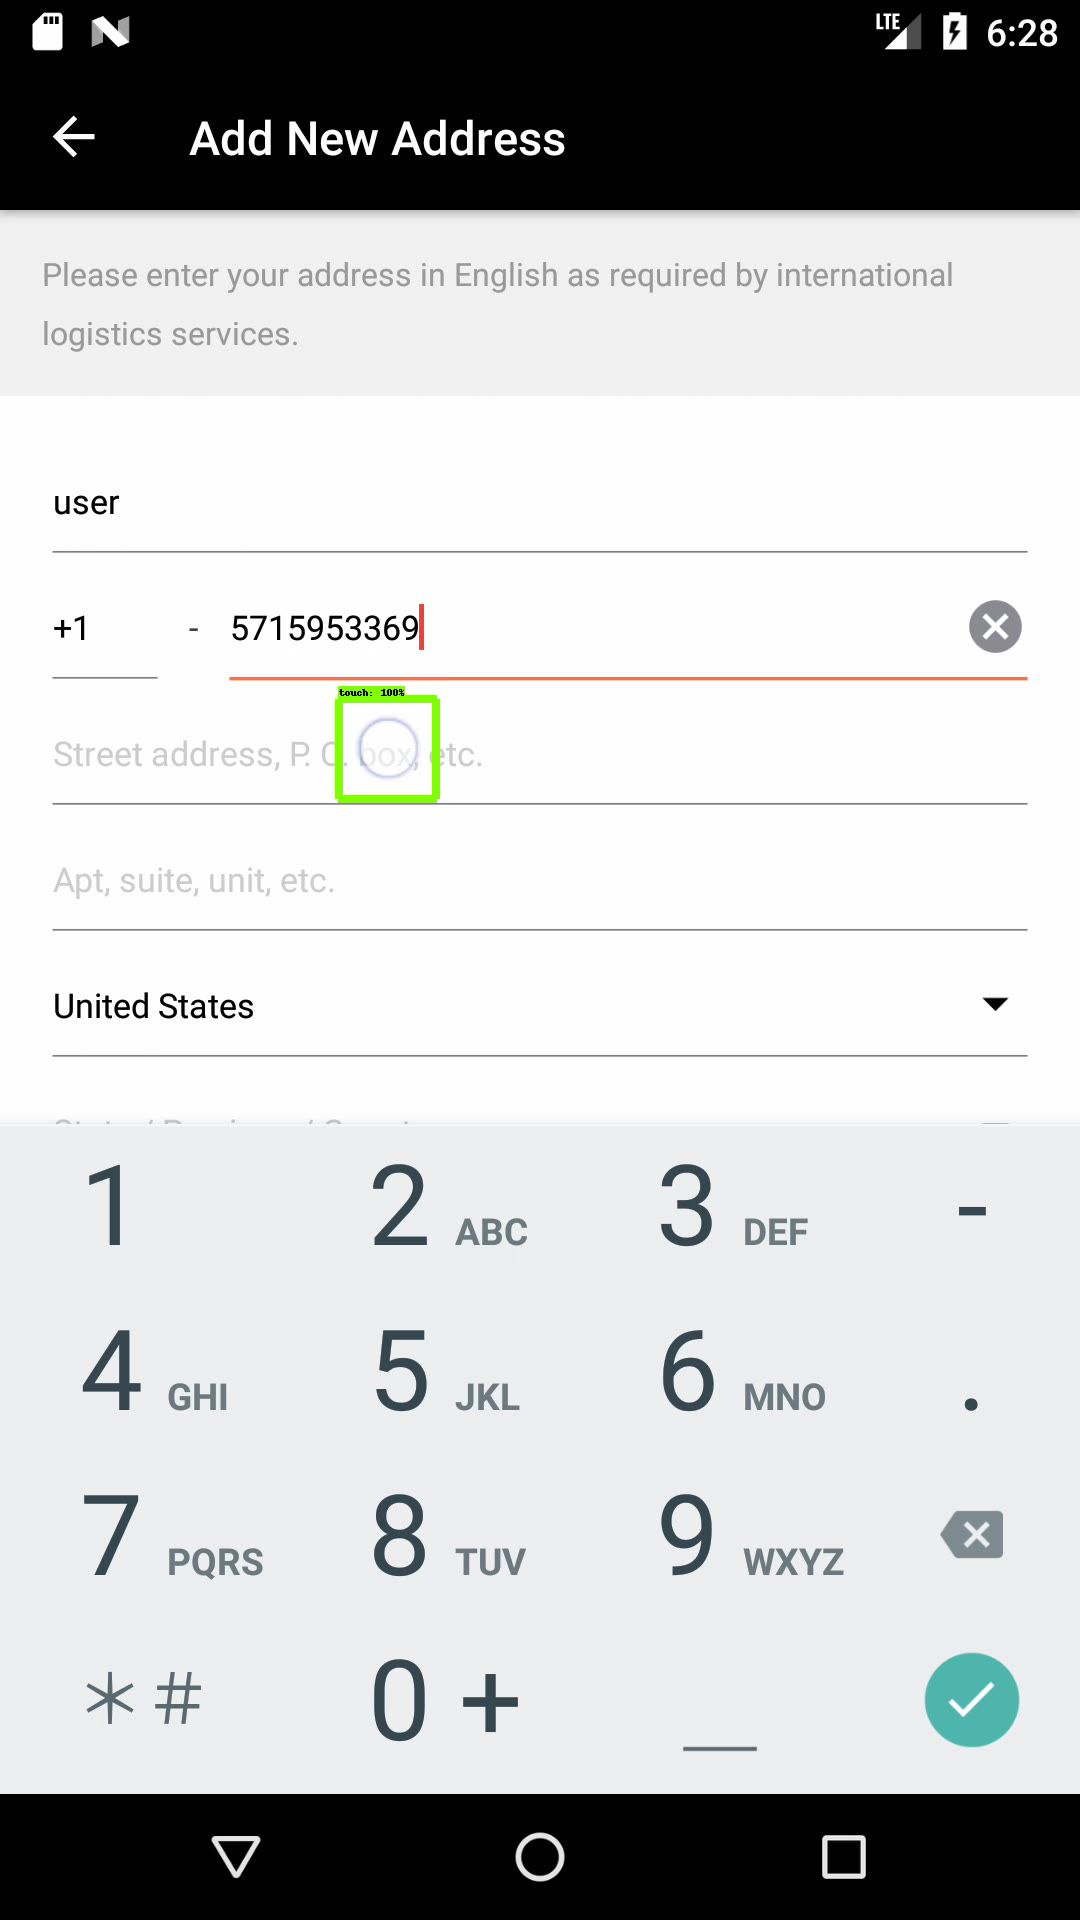 LTE 6:28
Add New Address
Please enter your address in English as required by international
logistics services.
user
+1 - 5715953369
touch: 100%
Street address, P. O. box, etc.
Apt, suite, unit, etc.
United States
1 2 ABC 3 DEF -
4 GHI 5 JKL 6 MNO .
7 PQRS 8 TUV 9 WXYZ
* # 0 + _